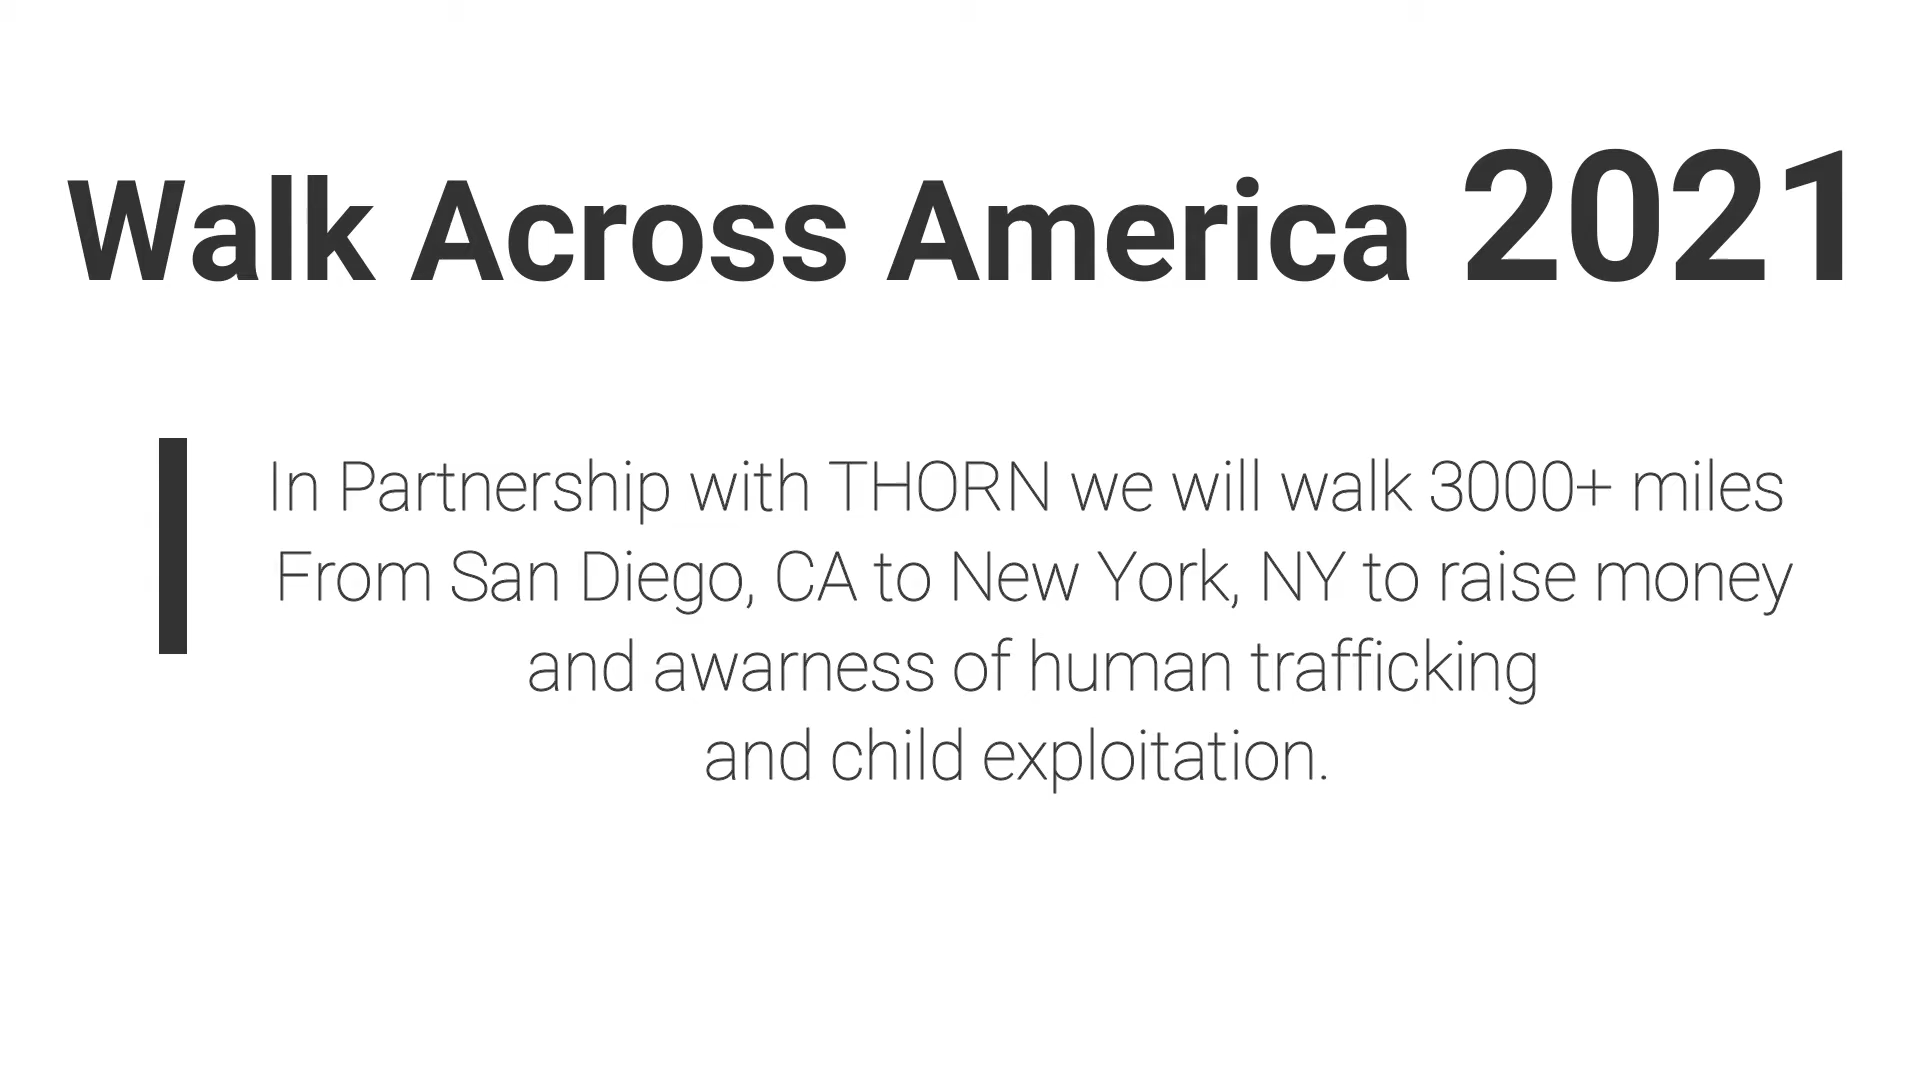 Walk Across America 2021
In Partnership with THORN we will walk 3000+ miles
From San Diego, CA to New York, NY to raise money
and awarness of human trafficking
and child exploitation.